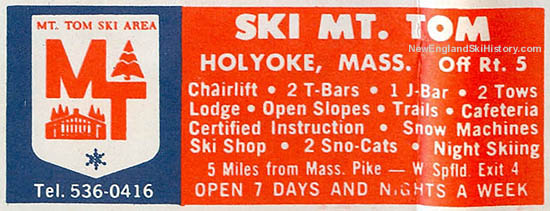 MT. TOM SKI AREA
MT
Tel. 536-0416
SKI MT. TOM
NewEnglandSkiHistory.com
HOLYOKE, MASS. Off Rt. 5
Chairlift • 2 T-Bars • 1 J-Bar • 2 Tows
Lodge • Open Slopes • Trails • Cafeteria
Certified Instruction • Snow Machines
Ski Shop • 2 Sno-Cats • Night Skiing
5 Miles from Mass. Pike — W Spfld. Exit 4
OPEN 7 DAYS AND NIGHTS A WEEK